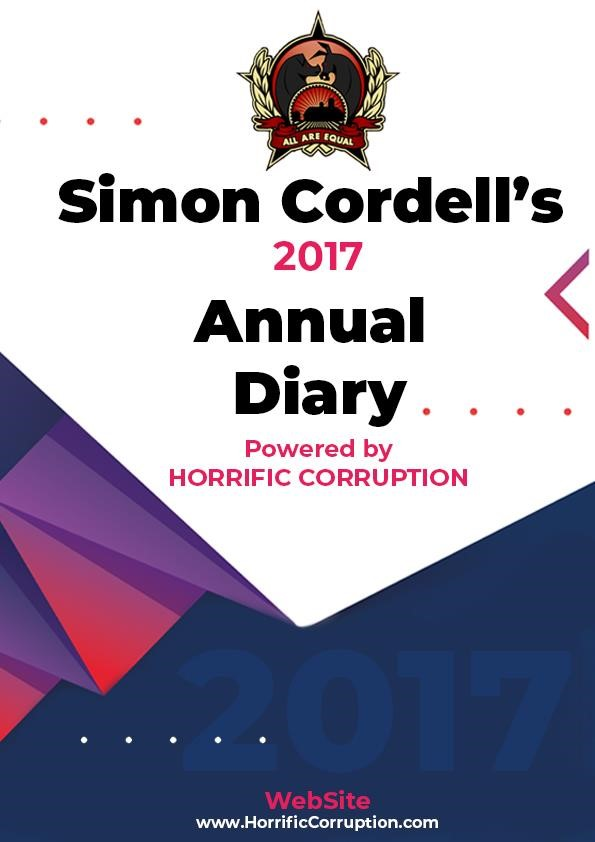 ALL ARE EQUAL
Simon Cordell’s
2017
Annual
Diary
Powered by
HORRIFIC CORRUPTION
2017
WebSite
www.HorrificCorruption.com